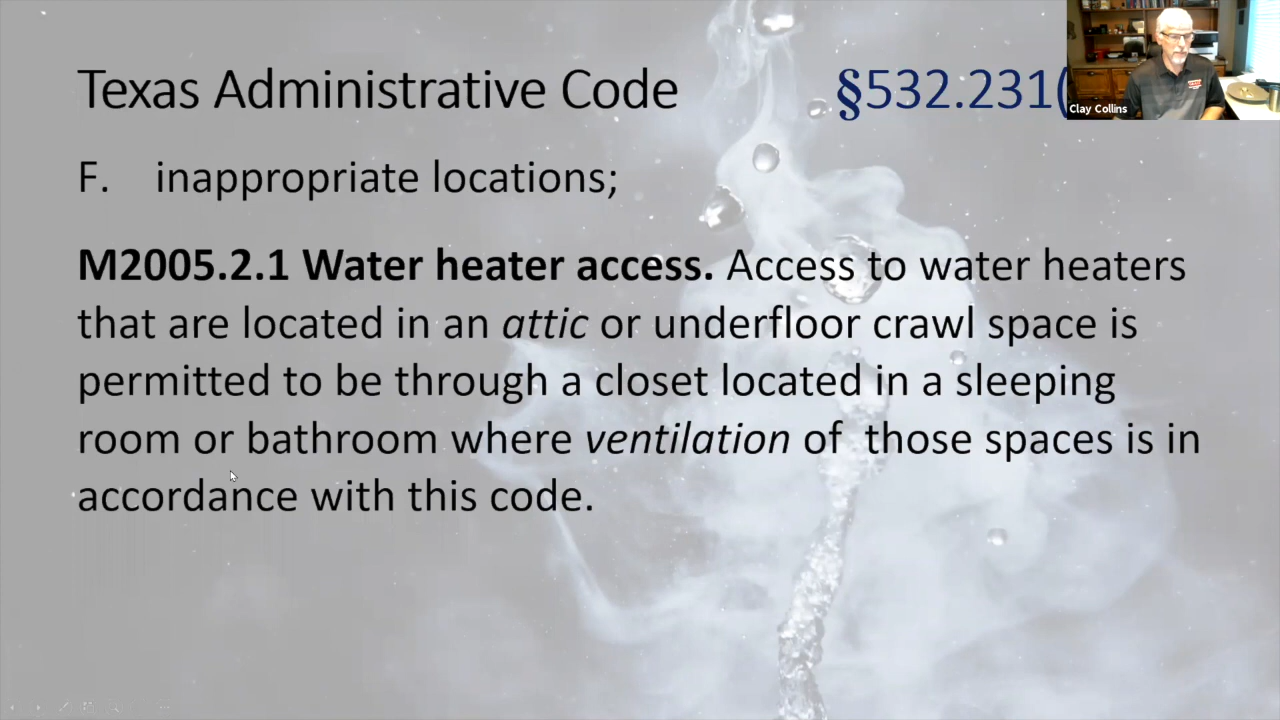 Texas Administrative Code §532.231(
Clay Collins
F. inappropriate locations;
M2005.2.1 Water heater access. Access to water heaters
that are located in an attic or underfloor crawl space is
permitted to be through a closet located in a sleeping
room or bathroom where ventilation of those spaces is in
accordance with this code.